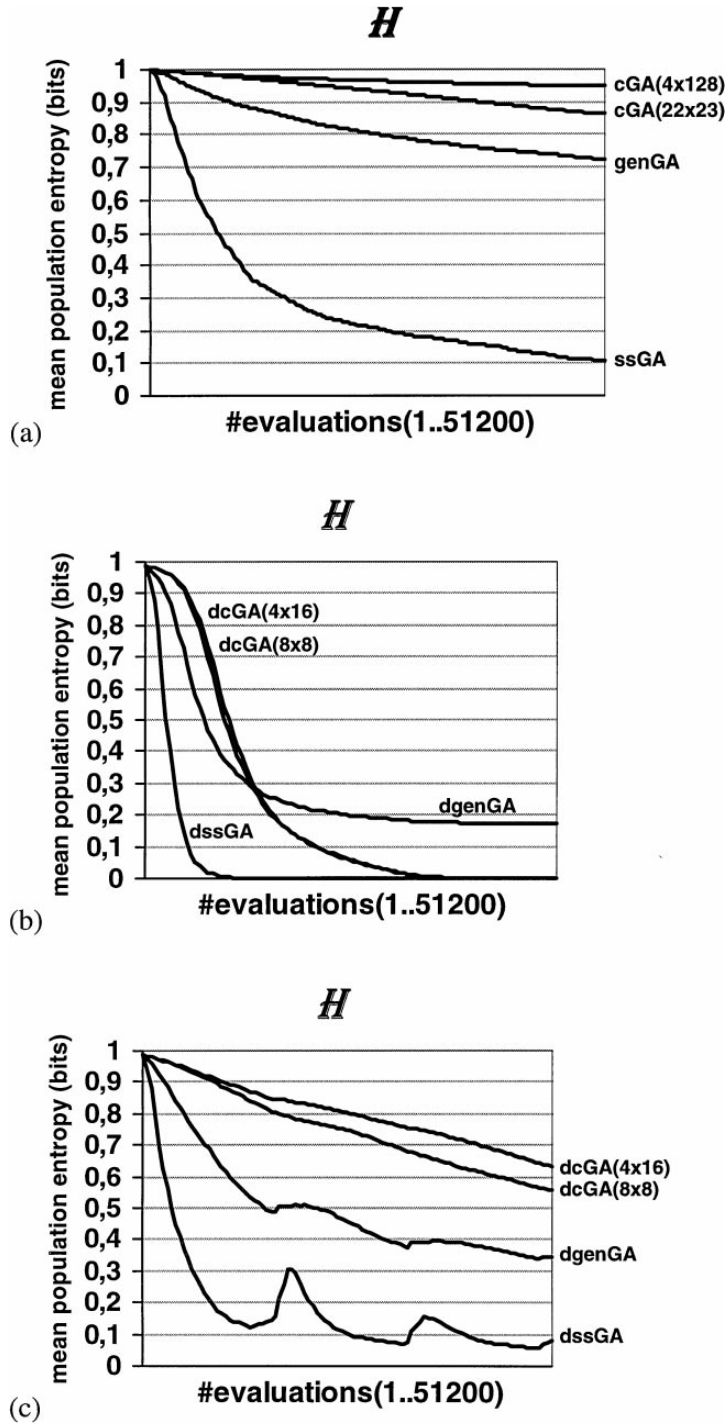 H
mean population entropy (bits)
1
0,9
0,8
0,7
0,6
0,5
0,4
0,3
0,2
0,1
0
cGA(4x128)
cGA(22x23)
genGA
ssGA
#evaluations(1..51200)
(a)
H
mean population entropy (bits)
1
0,9
0,8
0,7
0,6
0,5
0,4
0,3
0,2
0,1
0
dcGA(4x16)
dcGA(8x8)
dgenGA
dssGA
#evaluations(1..51200)
(b)
H
mean population entropy (bits)
1
0,9
0,8
0,7
0,6
0,5
0,4
0,3
0,2
0,1
0
dcGA(4x16)
dcGA(8x8)
dgenGA
dssGA
#evaluations(1..51200)
(c)